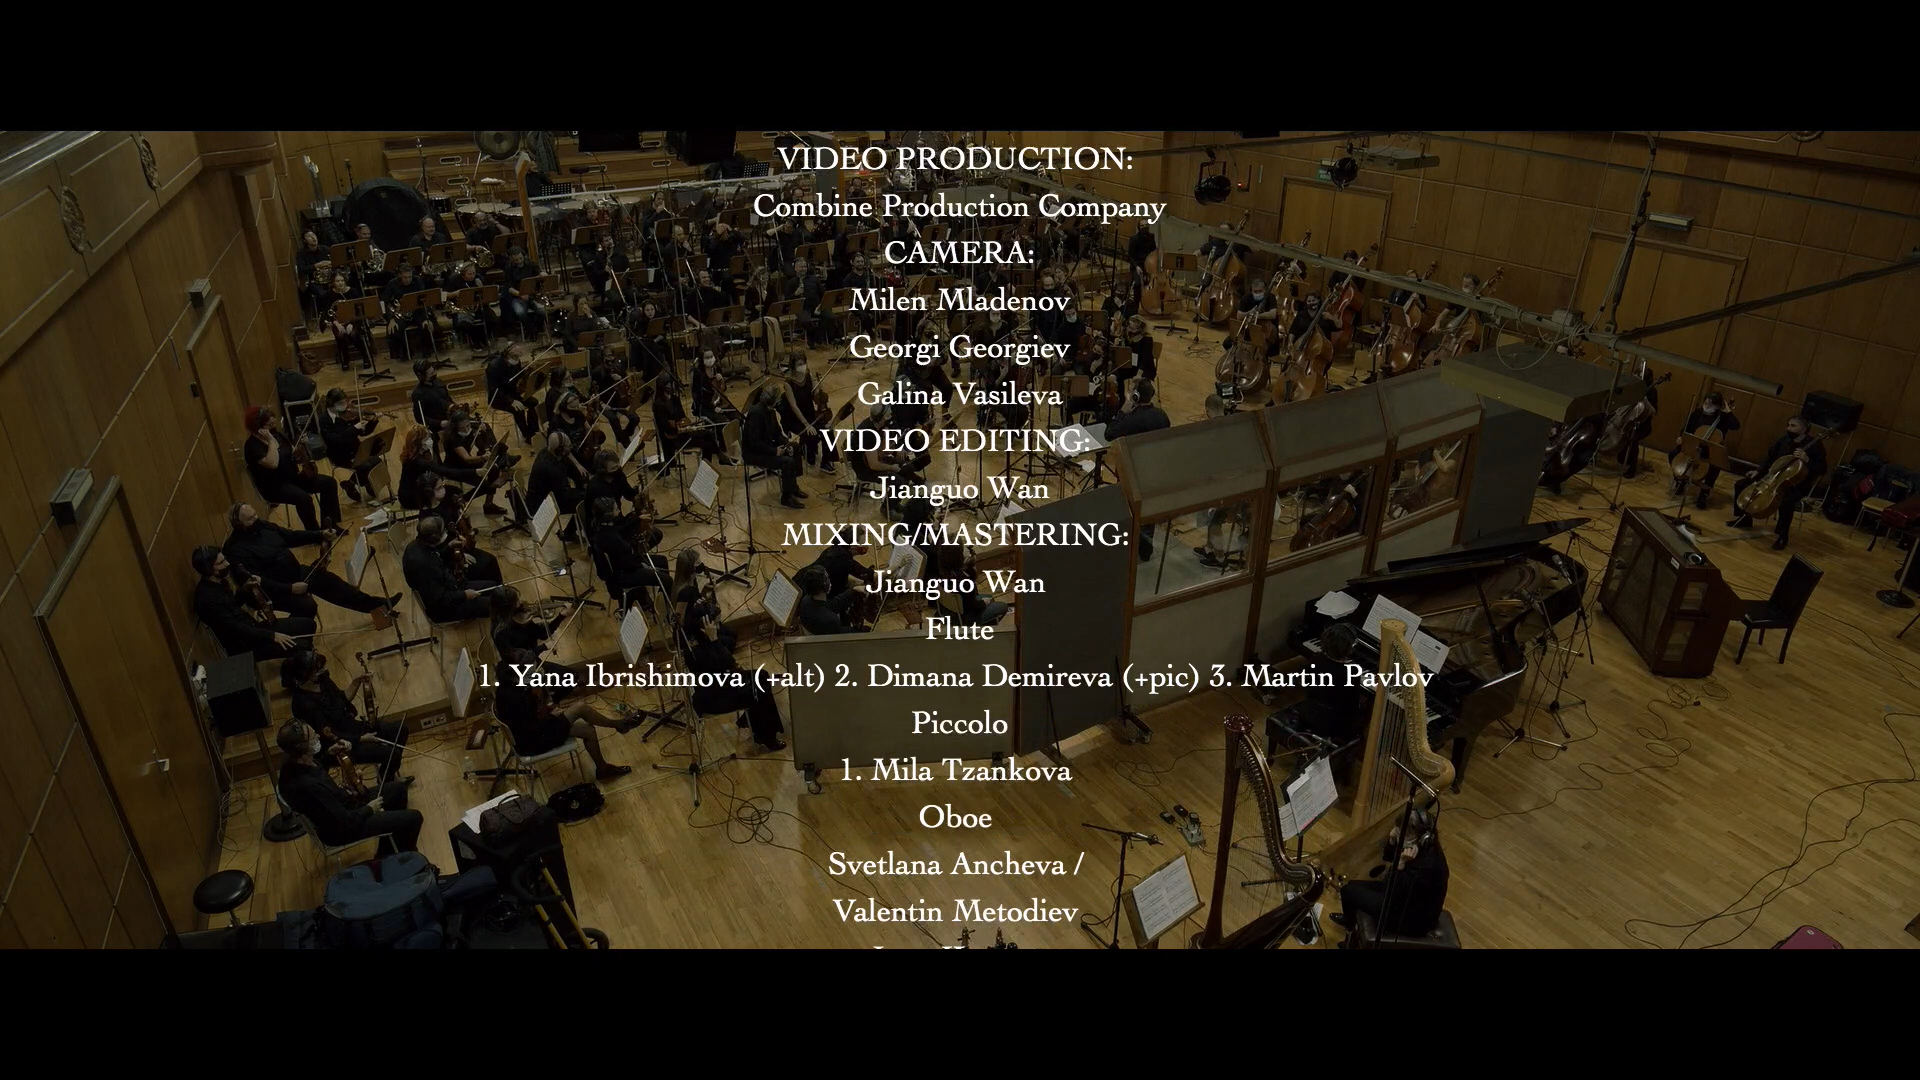 VIDEO PRODUCTION:
Combine Production Company
CAMERA:
Milen Mladenov
Georgi Georgiev
Galina Vasileva
VIDEO EDITING:
Jianguo Wan
MIXING/MASTERING:
Jianguo Wan
Flute
1. Yana Ibrishimova (+alt) 2. Dimana Demireva (+pic) 3. Martin Pavlov
Piccolo
1. Mila Tzankova
Oboe
Svetlana Ancheva /
Valentin Metodiev